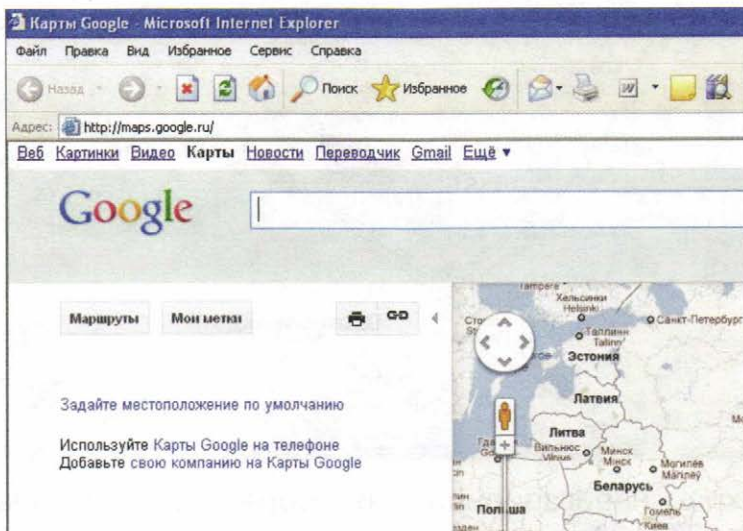 Карты Google - Microsoft Internet Explorer
Файл Правка Вид Избранное Сервис Справка
Назад Поиск Избранное
Адрес: http://maps.google.ru/
Веб Картинки Видео Карты Новости Переводчик Gmail Ещё ▼
Google
Маршруты Мои метки
Tampere
Хельсинки
Helsinki
Санкт-Петербург
Таллинн
Tallinn
Эстония
Задайте местоположение по умолчанию
Латвия
Литва
Используйте Карты Google на телефоне
Добавьте свою компанию на Карты Google
Вильнюс
Vilnius
Минск
Мінск
Могилев
Магілёў
Беларусь
Гомель
Польша
Киев